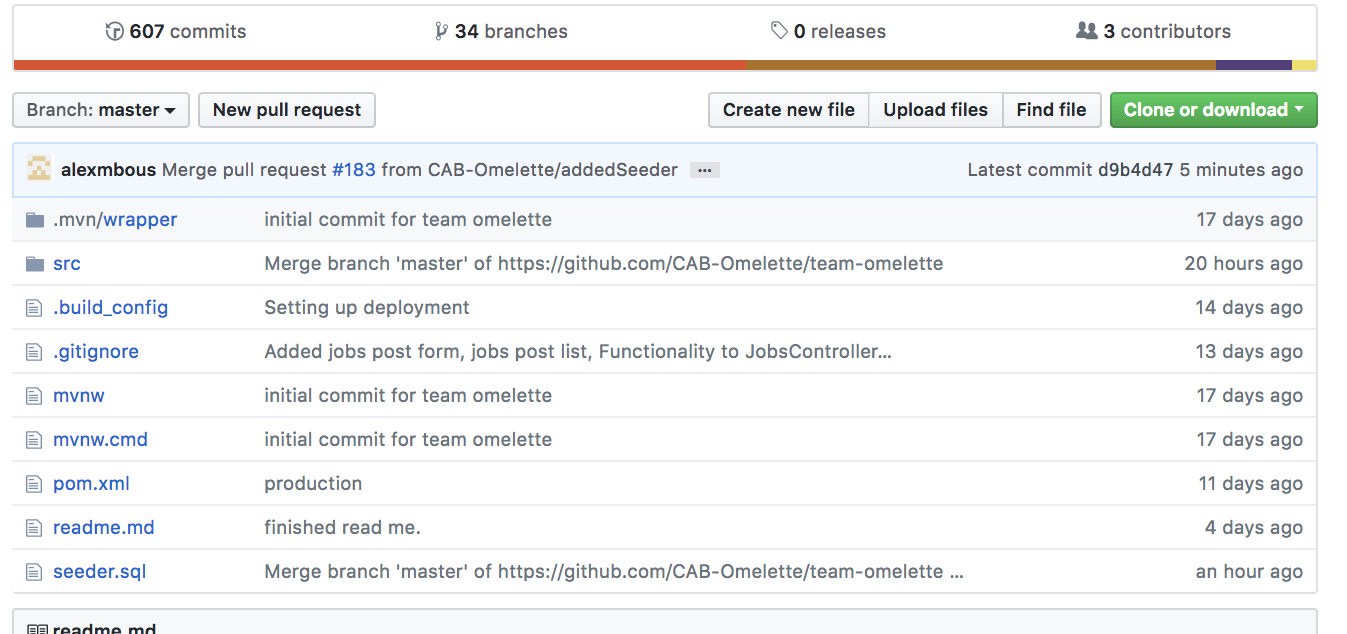 607 commits 34 branches 0 releases 3 contributors
Branch: master New pull request Create new file Upload files Find file Clone or download
alexmbous Merge pull request #183 from CAB-Omelette/addedSeeder ... Latest commit d9b4d47 5 minutes ago
.mvn/wrapper initial commit for team omelette 17 days ago
src Merge branch 'master' of https://github.com/CAB-Omelette/team-omelette 20 hours ago
.build_config Setting up deployment 14 days ago
.gitignore Added jobs post form, jobs post list, Functionality to JobsController... 13 days ago
mvnw initial commit for team omelette 17 days ago
mvnw.cmd initial commit for team omelette 17 days ago
pom.xml production 11 days ago
readme.md finished read me. 4 days ago
seeder.sql Merge branch 'master' of https://github.com/CAB-Omelette/team-omelette ... an hour ago
readme.md